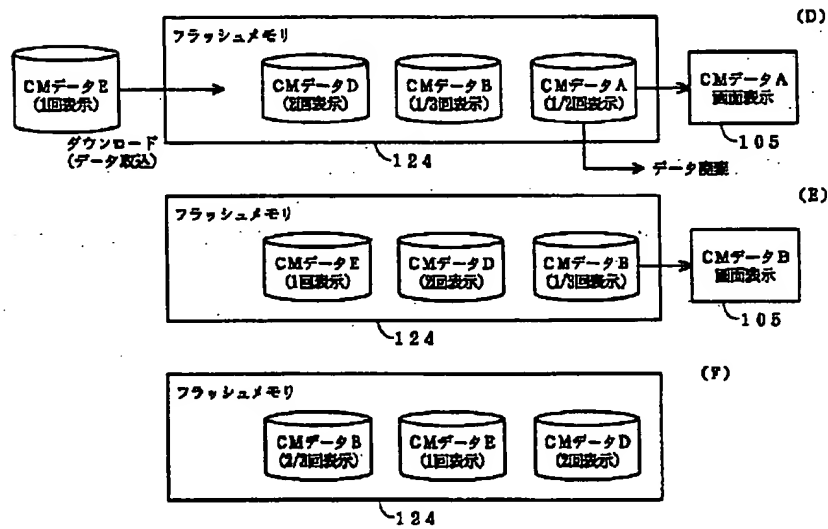 (D)
フラッシュメモリ
CMデータE
(1回表示)
CMデータD
(2回表示)
CMデータB
(1/3回表示)
CMデータA
(1/2回表示)
CMデータA
画面表示
ダウンロード
(データ取込)
124
105
データ廃棄
(E)
フラッシュメモリ
CMデータE
(1回表示)
CMデータD
(2回表示)
CMデータB
(1/3回表示)
CMデータB
画面表示
124
105
(F)
フラッシュメモリ
CMデータB
CMデータE
(1回表示)
CMデータD
(2回表示)
124